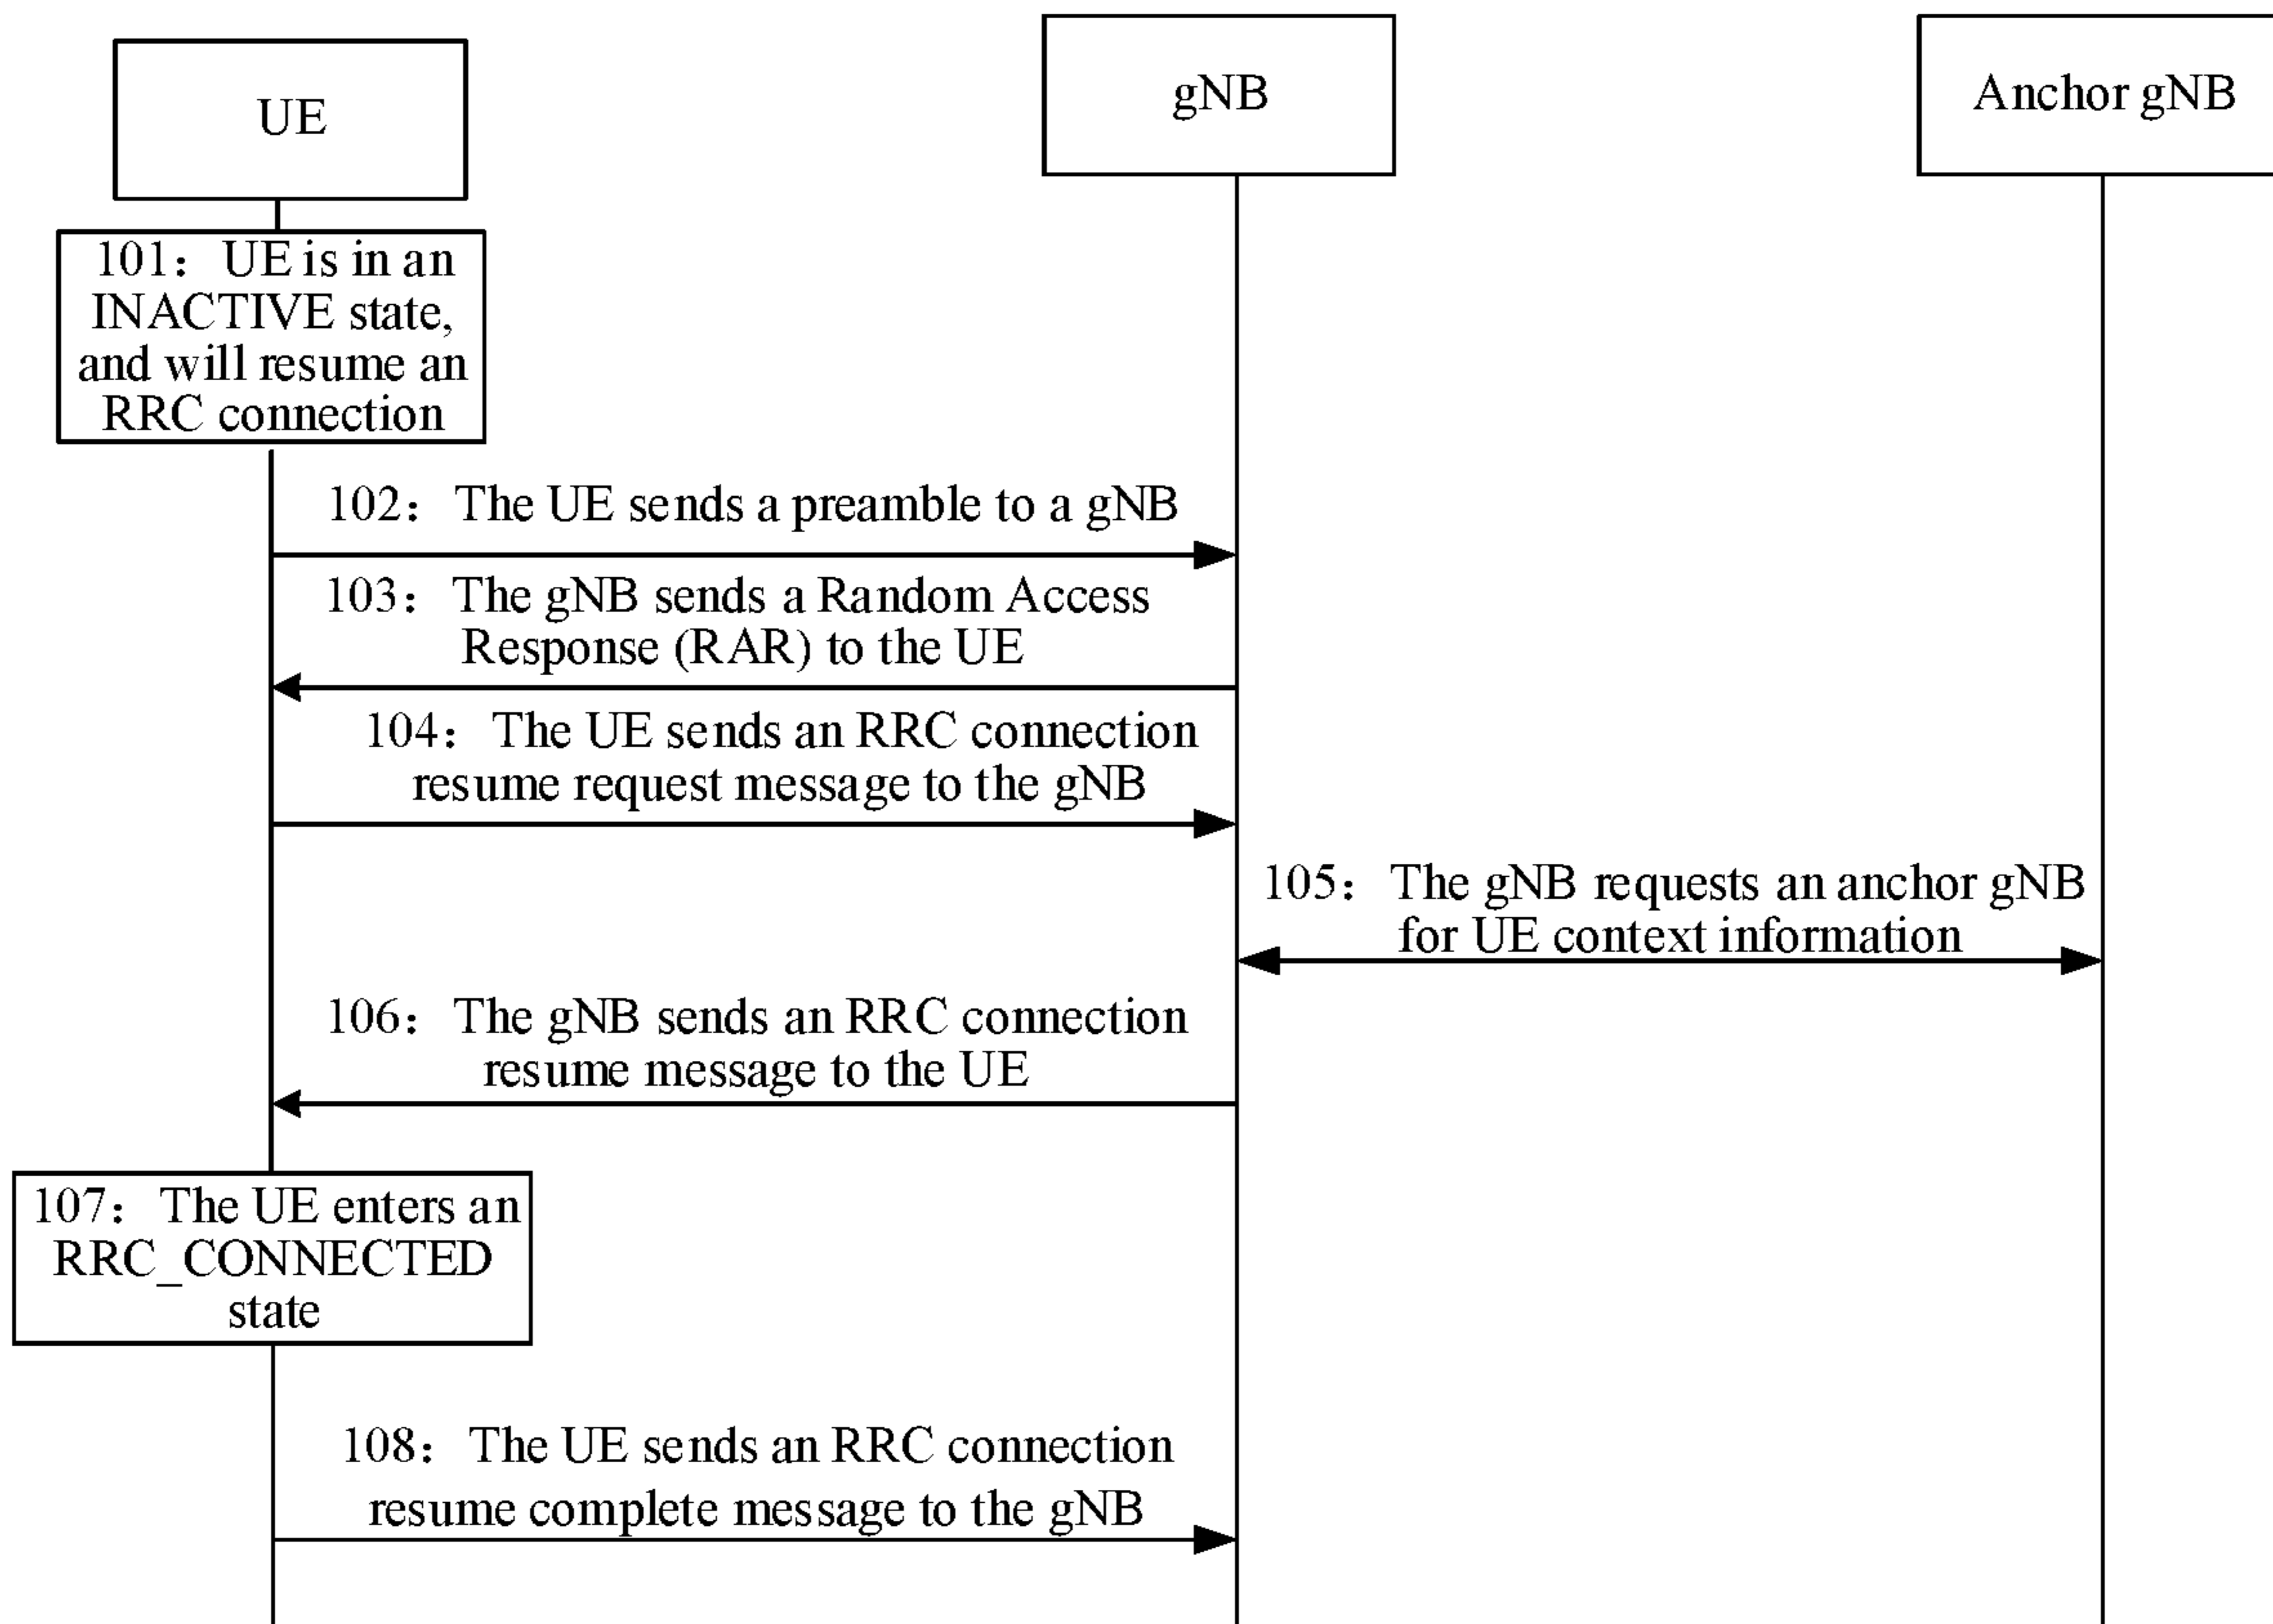 UE
gNB
Anchor gNB
101： UE is in an
INACTIVE state,
and will resume an
RRC connection
102： The UE sends a preamble to a gNB
103： The gNB sends a Random Access
Response (RAR) to the UE
104： The UE sends an RRC connection
resume request message to the gNB
105： The gNB requests an anchor gNB
for UE context information
106： The gNB sends an RRC connection
resume message to the UE
107： The UE enters an
RRC_CONNECTED
state
108： The UE sends an RRC connection
resume complete message to the gNB